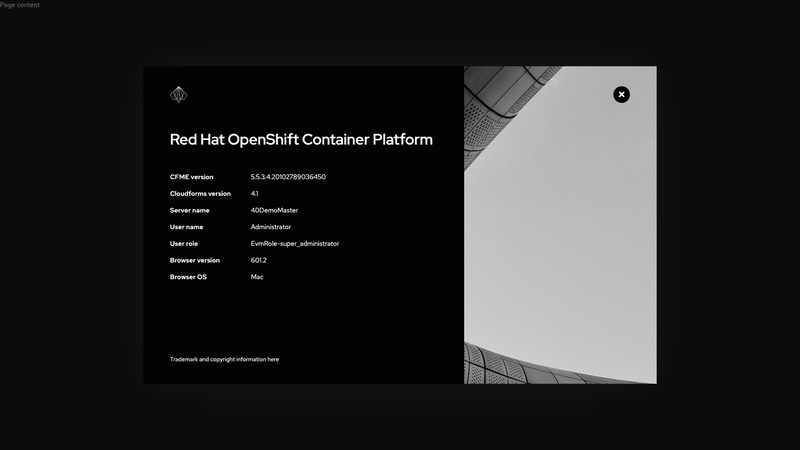 Page content
Red Hat OpenShift Container Platform
CFME version 5.5.3.4.20102789036450
Cloudforms version 4.1
Server name 40DemoMaster
User name Administrator
User role EvmRole-super_administrator
Browser version 601.2
Browser OS Mac
Trademark and copyright information here